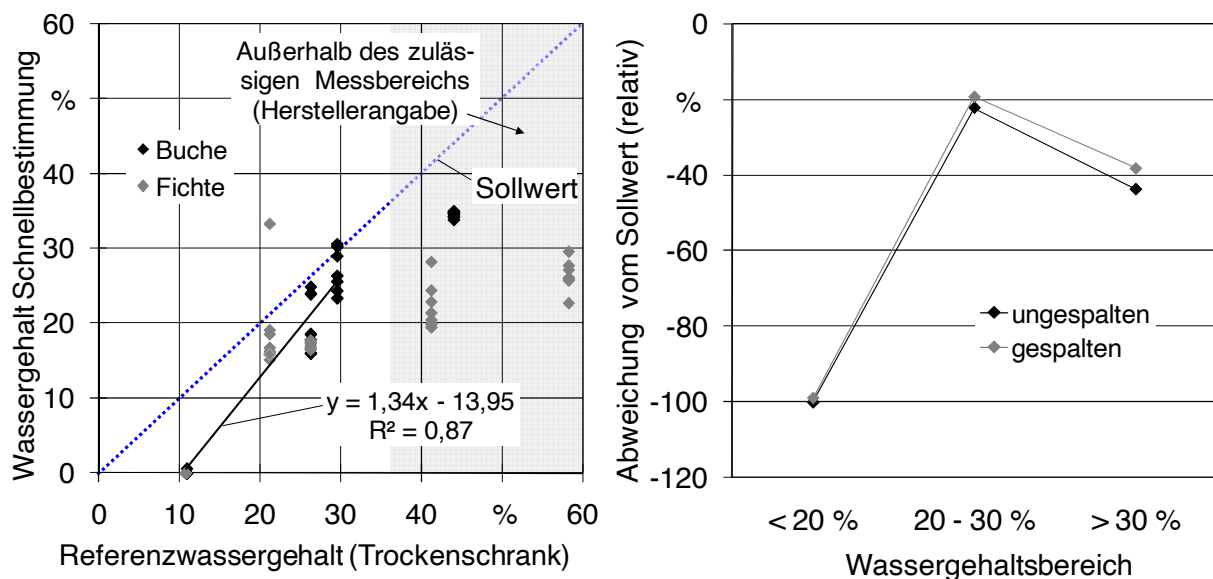 60
50
%
40
30
20
10
0
Wassergehalt Schnellbestimmung
Außerhalb des zuläs-
sigen Messbereichs
(Herstellerangabe)
Buche
Fichte
Sollwert
y = 1,34x - 13,95
R² = 0,87
0 10 20 30 40 % 60
Referenzwassergehalt (Trockenschrank)
0
%
-40
-60
-80
-100
-120
Abweichung vom Sollwert (relativ)
ungespalten
gespalten
< 20 % 20 - 30 % > 30 %
Wassergehaltsbereich